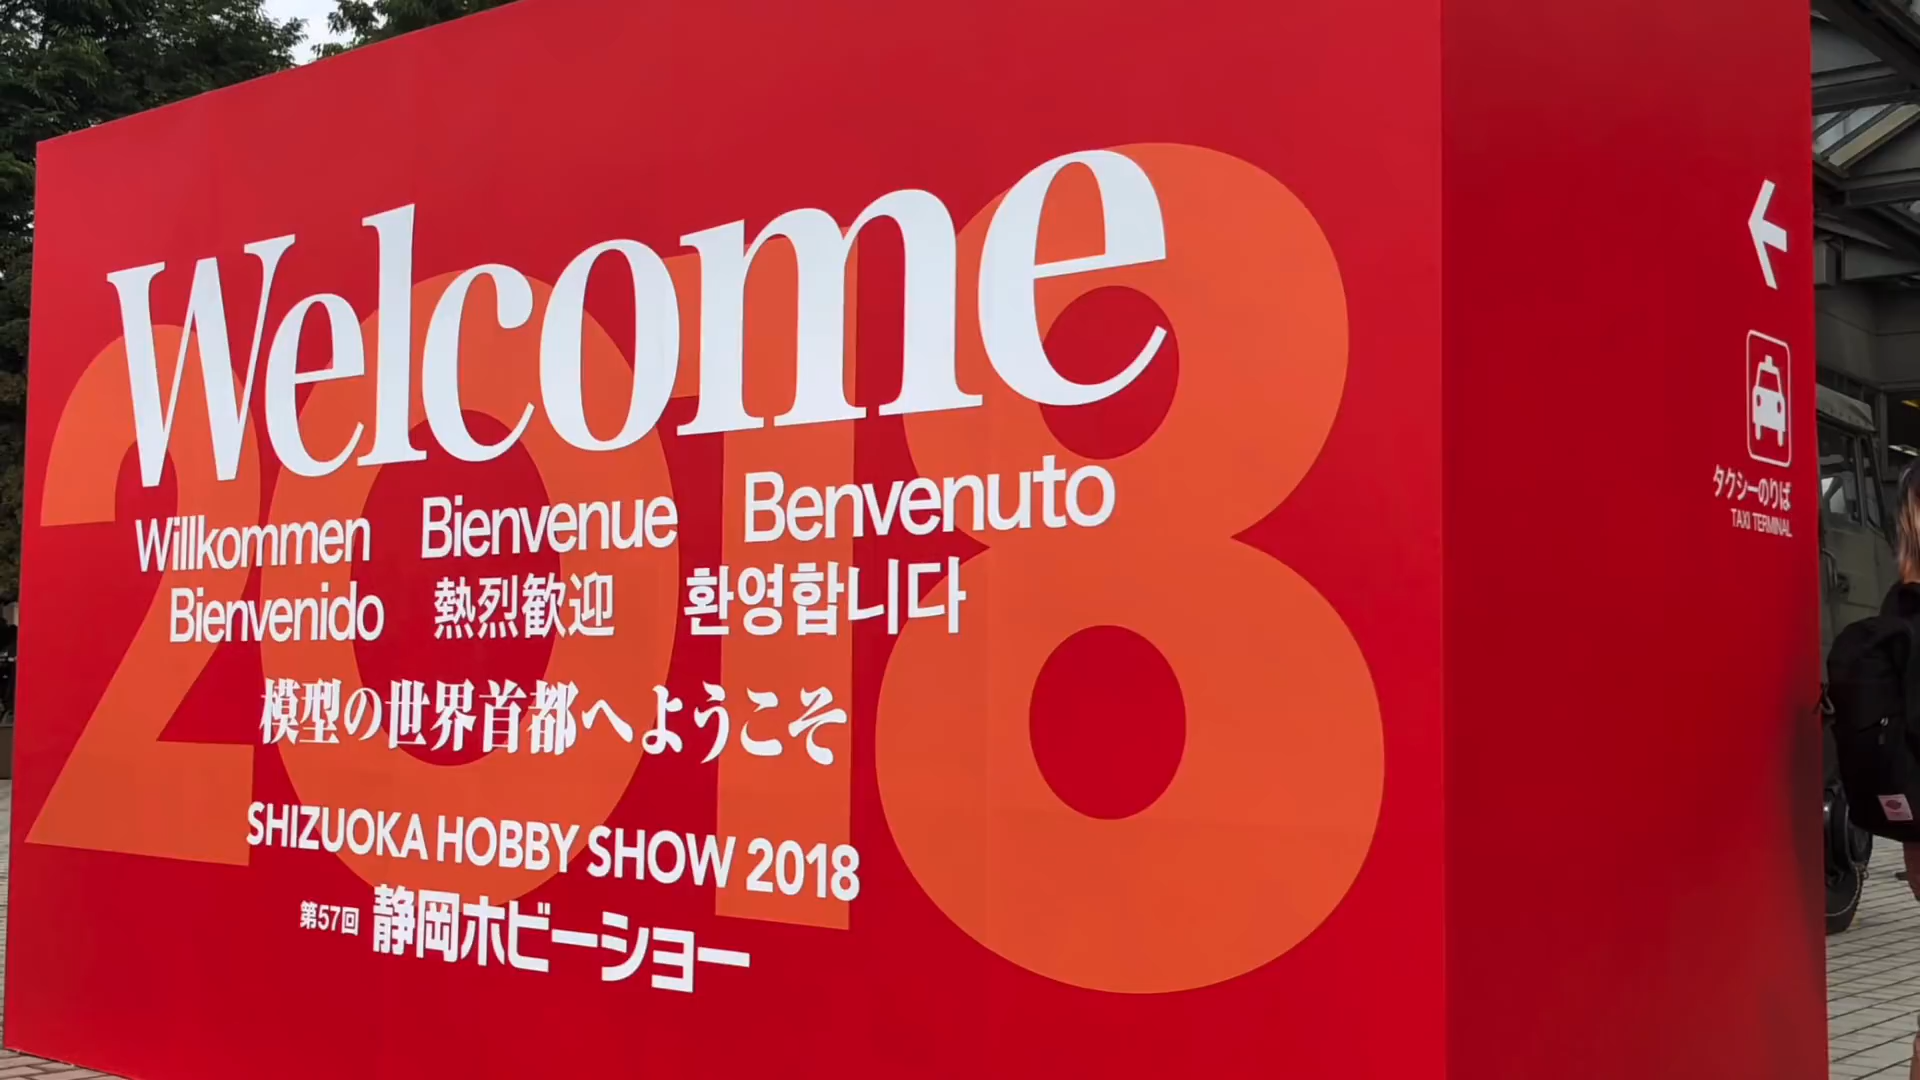 2018
Welcome
Willkommen Bienvenue Benvenuto
Bienvenido 熱烈歓迎 환영합니다
模型の世界首都へようこそ
SHIZUOKA HOBBY SHOW 2018
第57回 静岡ホビーショー
タクシーのりば
TAXI TERMINAL